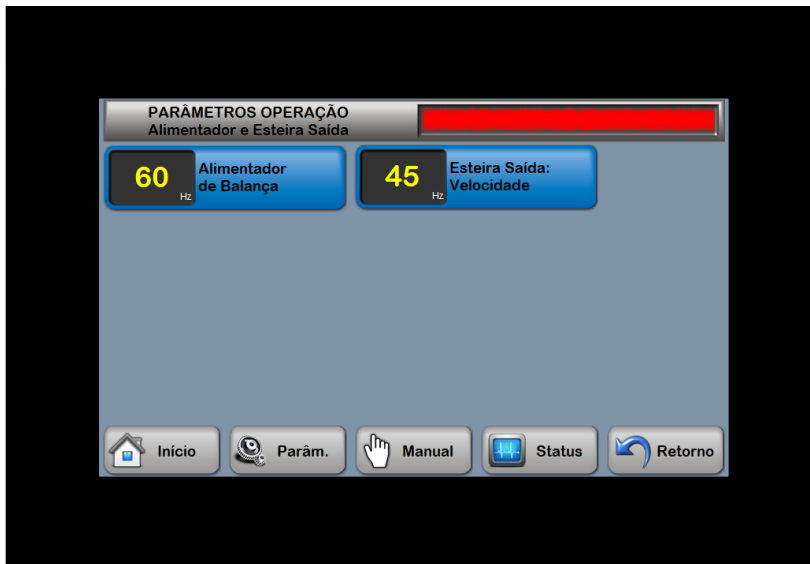 PARÂMETROS OPERAÇÃO
Alimentador e Esteira Saída
60
Hz
Alimentador
de Balança
45
Hz
Esteira Saída:
Velocidade
Início
Parâm.
Manual
Status
Retorno